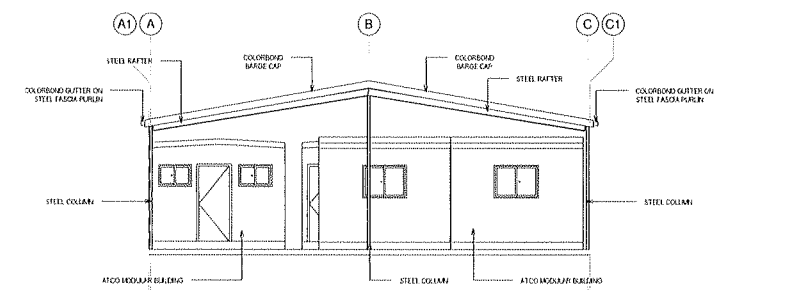 A1 A B C C1
STEEL RAFTER
COLORBOND
BARGE CAP
COLORBOND
BARGE CAP
STEEL RAFTER
COLORBOND GUTTER ON
STEEL FASCIA PURLIN
COLORBOND GUTTER ON
STEEL FASCIA PURLIN
STEEL COLUMN
STEEL COLUMN
ATCO MODULAR BUILDING
STEEL COLUMN
ATCO MODULAR BUILDING